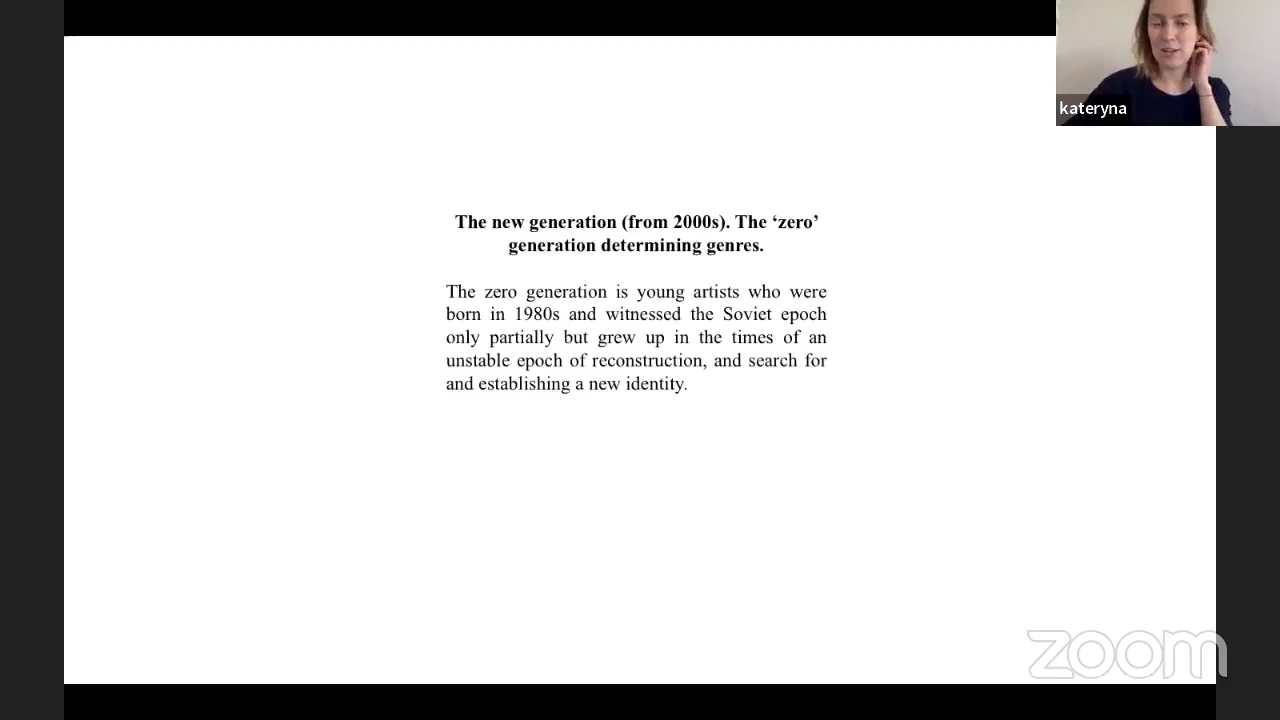 kateryna
The new generation (from 2000s). The ‘zero’
generation determining genres.
The zero generation is young artists who were
born in 1980s and witnessed the Soviet epoch
only partially but grew up in the times of an
unstable epoch of reconstruction, and search for
and establishing a new identity.
zoom